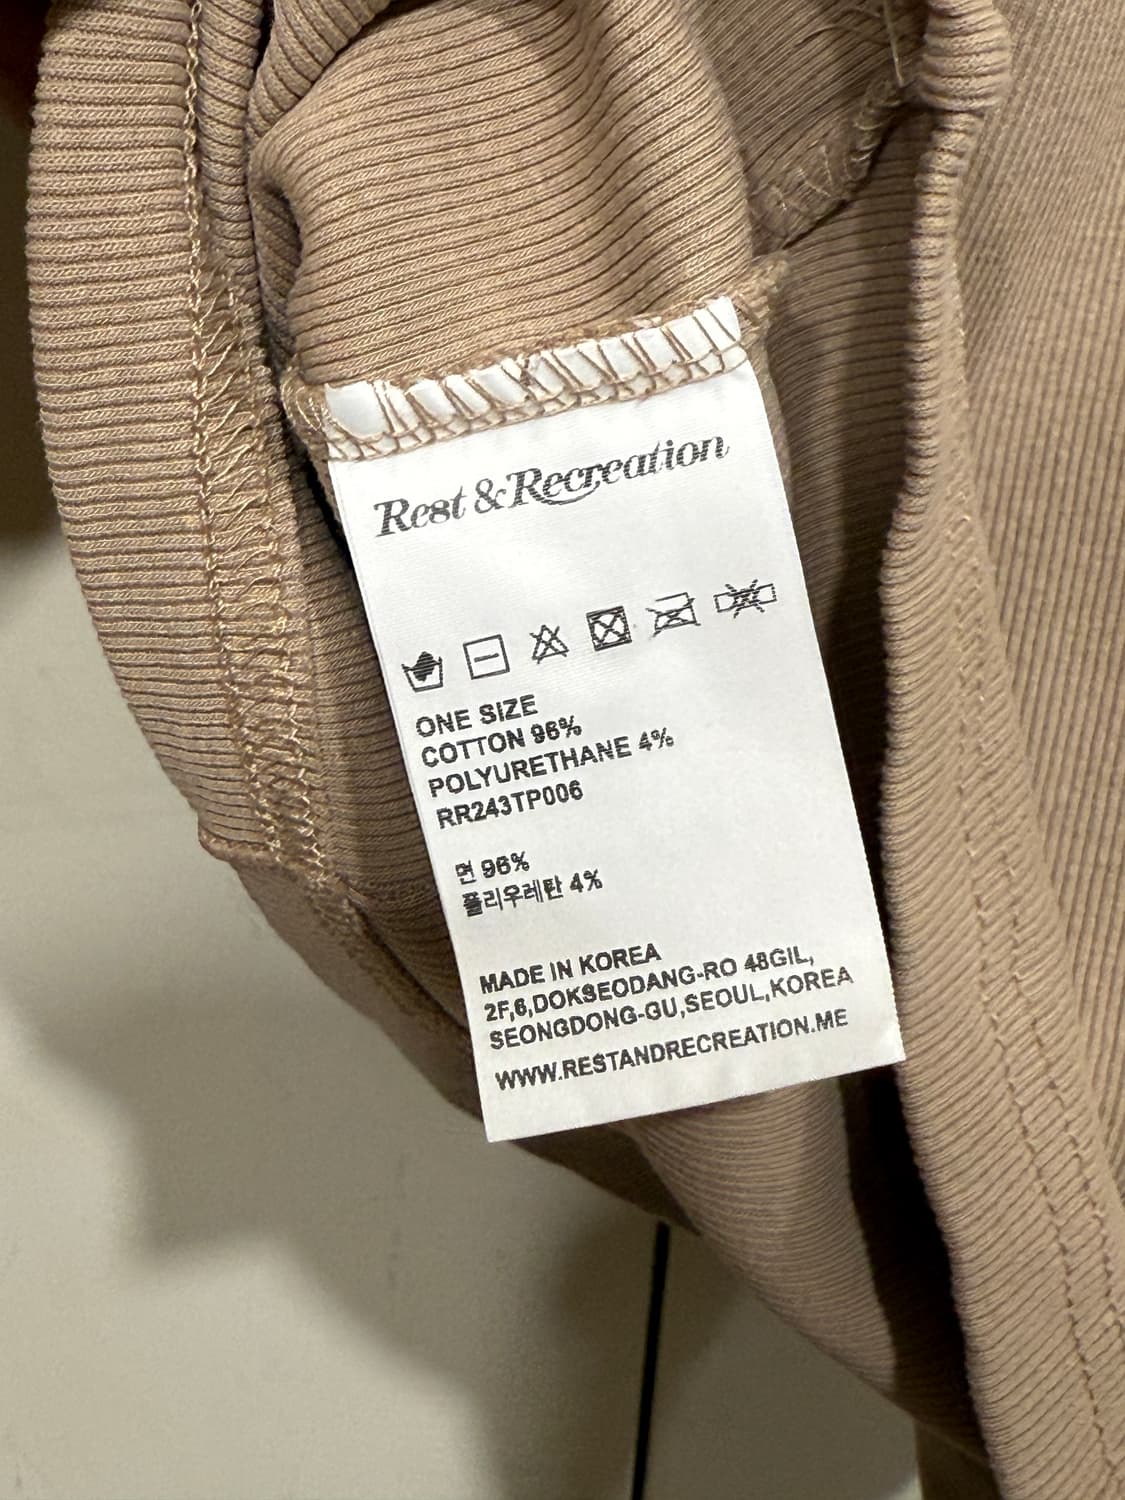 Rest & Recreation
ONE SIZE
COTTON 96%
POLYURETHANE 4%
RR243TP006
면 96%
폴리우레탄 4%
MADE IN KOREA
2F,6,DOKSEODANG-RO 48GIL,
SEONGDONG-GU,SEOUL,KOREA
WWW.RESTANDRECREATION.ME